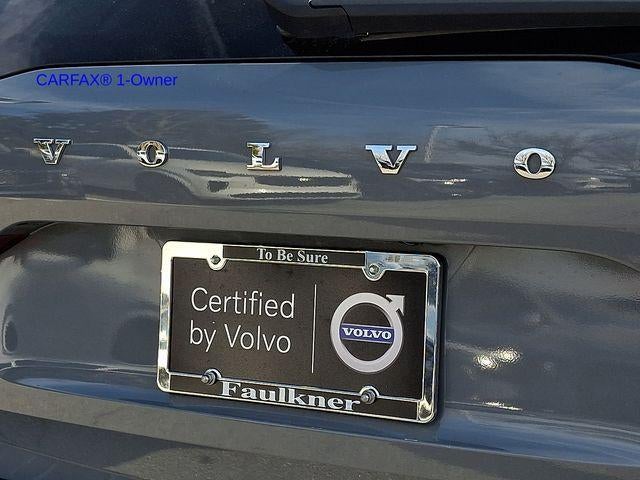 CARFAX® 1-Owner
VOLVO
To Be Sure
Certified
by Volvo
VOLVO
Faulkner